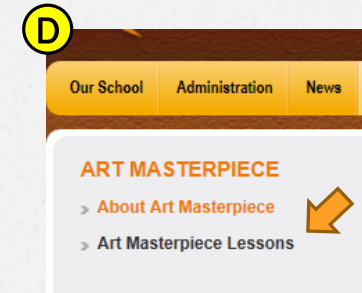 D
Our School Administration News
ART MASTERPIECE
About Art Masterpiece
Art Masterpiece Lessons